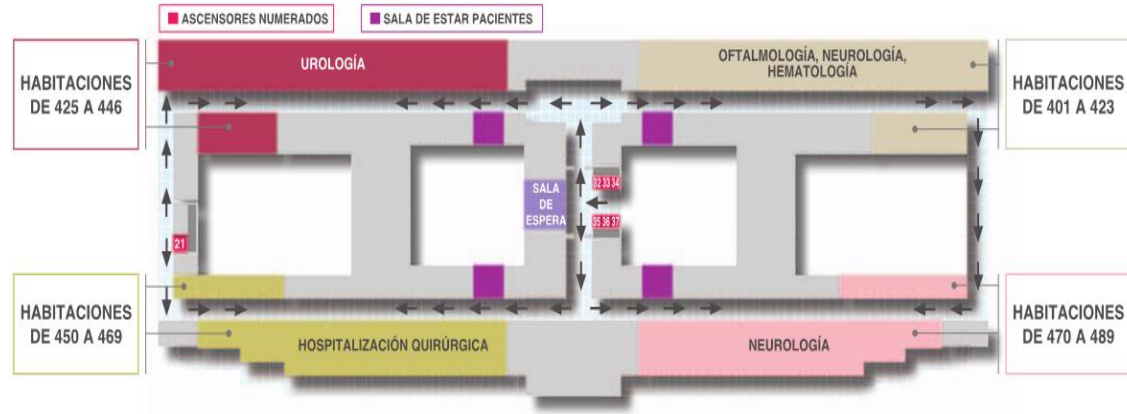 ASCENSORES NUMERADOS
SALA DE ESTAR PACIENTES
HABITACIONES
DE 425 A 446
UROLOGÍA
OFTALMOLOGÍA, NEUROLOGÍA,
HEMATOLOGÍA
HABITACIONES
DE 401 A 423
32 33 34
SALA
DE
ESPERA
35 36 37
21
HABITACIONES
DE 450 A 469
HOSPITALIZACIÓN QUIRÚRGICA
NEUROLOGÍA
HABITACIONES
DE 470 A 489